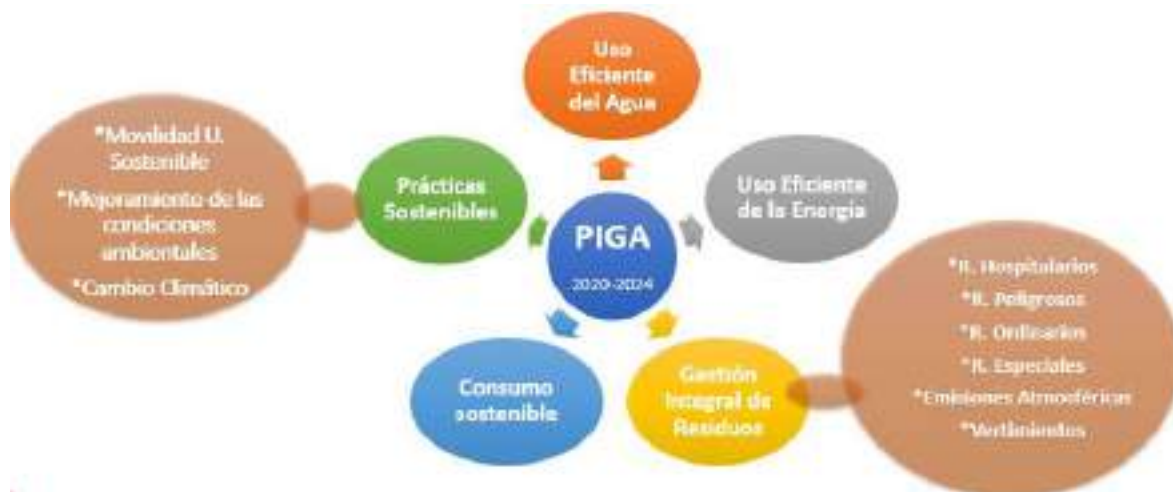 Uso
Eficiente
del Agua
*Movilidad U.
Sostenible
*Mejoramiento de las
condiciones
ambientales
*Cambio Climático
Prácticas
Sostenibles
Uso Eficiente
de la Energía
PIGA
2020-2024
*R. Hospitalarios
*R. Peligrosos
*R. Ordinarios
*R. Especiales
*Emisiones Atmosféricas
*Vertimientos
Consumo
sostenible
Gestión
Integral de
Residuos